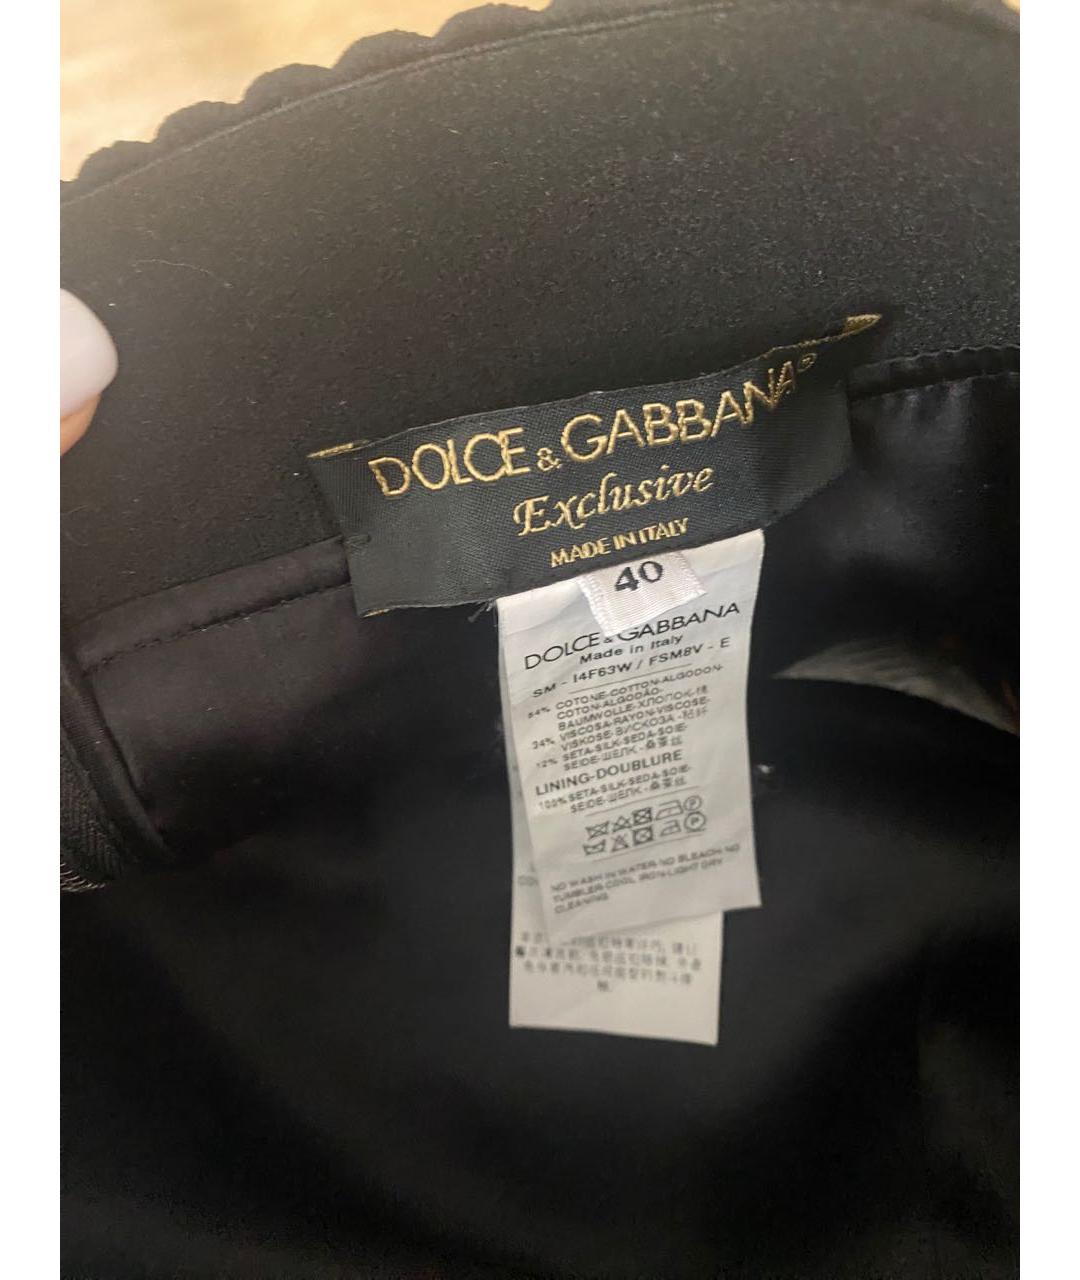 DOLCE & GABBANA®
Exclusive
MADE IN ITALY
40
DOLCE & GABBANA
Made in Italy
SM - I4F63W / FSM8V - E
54% COTONE-COTTON-ALGODON-
COTON-ALGODÃO-
BAUMWOLLE-ХЛОПОК-棉
34% VISCOSA-RAYON-VISCOSE-
VISKOSE-ВИСКОЗА-粘纤
12% SETA-SILK-SEDA-SOIE-
SEIDE-ШЕЛК-桑蚕丝
LINING-DOUBLURE
100% SETA-SILK-SEDA-SOIE-
SEIDE-ШЕЛК-桑蚕丝
P
P
NO WASH IN WATER-NO BLEACH-NO
TUMBLER-COOL IRON-LIGHT DRY
CLEANING